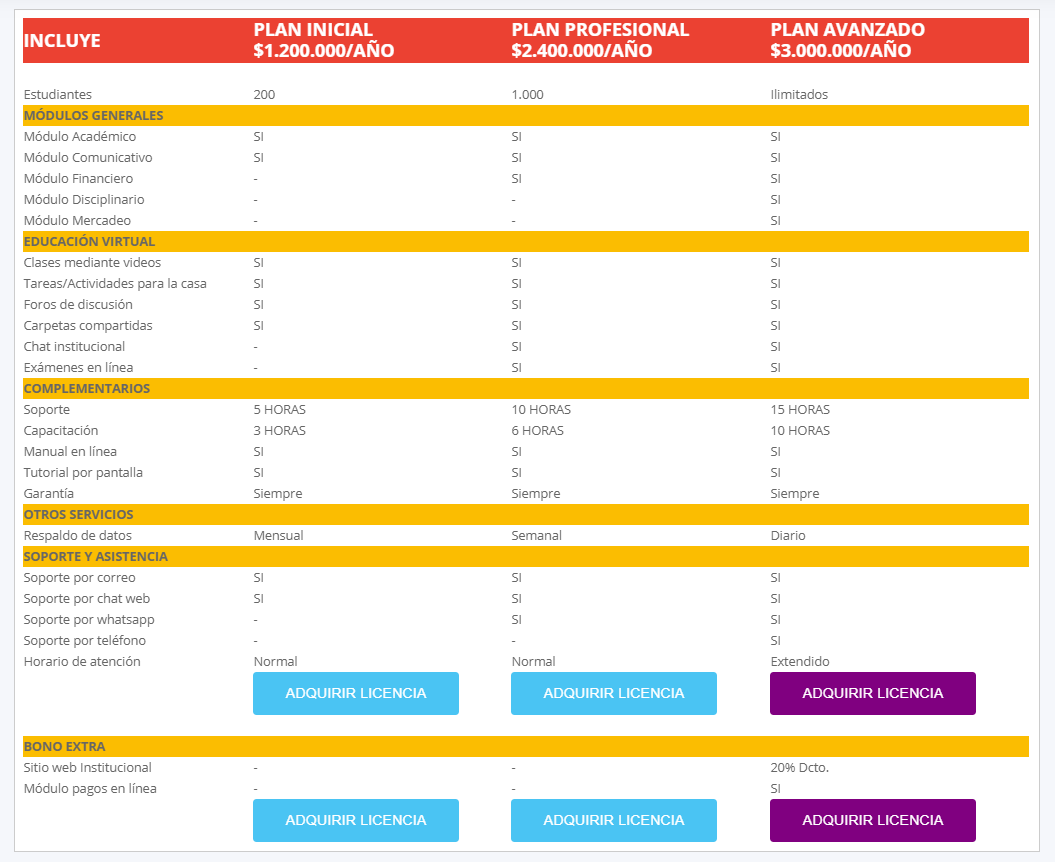 INCLUYE PLAN INICIAL PLAN PROFESIONAL PLAN AVANZADO
$1.200.000/AÑO $2.400.000/AÑO $3.000.000/AÑO
Estudiantes 200 1.000 Ilimitados
MÓDULOS GENERALES
Módulo Académico SI SI SI
Módulo Comunicativo SI SI SI
Módulo Financiero - SI SI
Módulo Disciplinario - - SI
Módulo Mercadeo - - SI
EDUCACIÓN VIRTUAL
Clases mediante videos SI SI SI
Tareas/Actividades para la casa SI SI SI
Foros de discusión SI SI SI
Carpetas compartidas SI SI SI
Chat institucional - SI SI
Exámenes en línea - SI SI
COMPLEMENTARIOS
Soporte 5 HORAS 10 HORAS 15 HORAS
Capacitación 3 HORAS 6 HORAS 10 HORAS
Manual en línea SI SI SI
Tutorial por pantalla SI SI SI
Garantía Siempre Siempre Siempre
OTROS SERVICIOS
Respaldo de datos Mensual Semanal Diario
SOPORTE Y ASISTENCIA
Soporte por correo SI SI SI
Soporte por chat web SI SI SI
Soporte por whatsapp - SI SI
Soporte por teléfono - - SI
Horario de atención Normal Normal Extendido
ADQUIRIR LICENCIA ADQUIRIR LICENCIA ADQUIRIR LICENCIA
BONO EXTRA
Sitio web Institucional - - 20% Dcto.
Módulo pagos en línea - - SI
ADQUIRIR LICENCIA ADQUIRIR LICENCIA ADQUIRIR LICENCIA